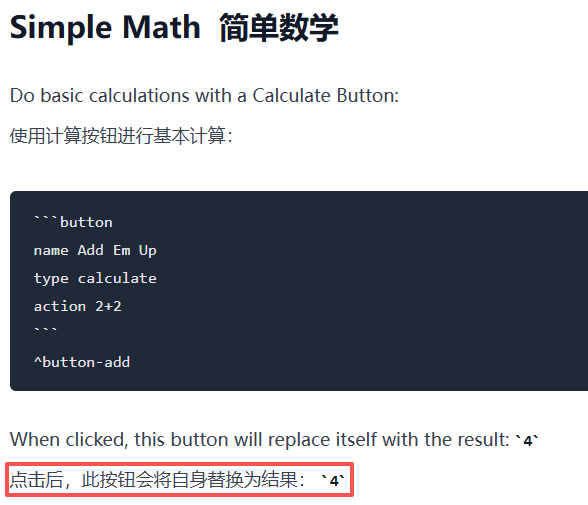 Simple Math 简单数学
Do basic calculations with a Calculate Button:
使用计算按钮进行基本计算：
```button
name Add Em Up
type calculate
action 2+2
```
^button-add
When clicked, this button will replace itself with the result: `4`
点击后，此按钮会将自身替换为结果： `4`